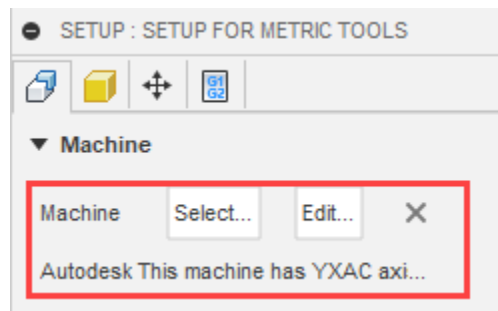 SETUP : SETUP FOR METRIC TOOLS
G1
G2
Machine
Machine Select... Edit...
Autodesk This machine has YXAC axi...